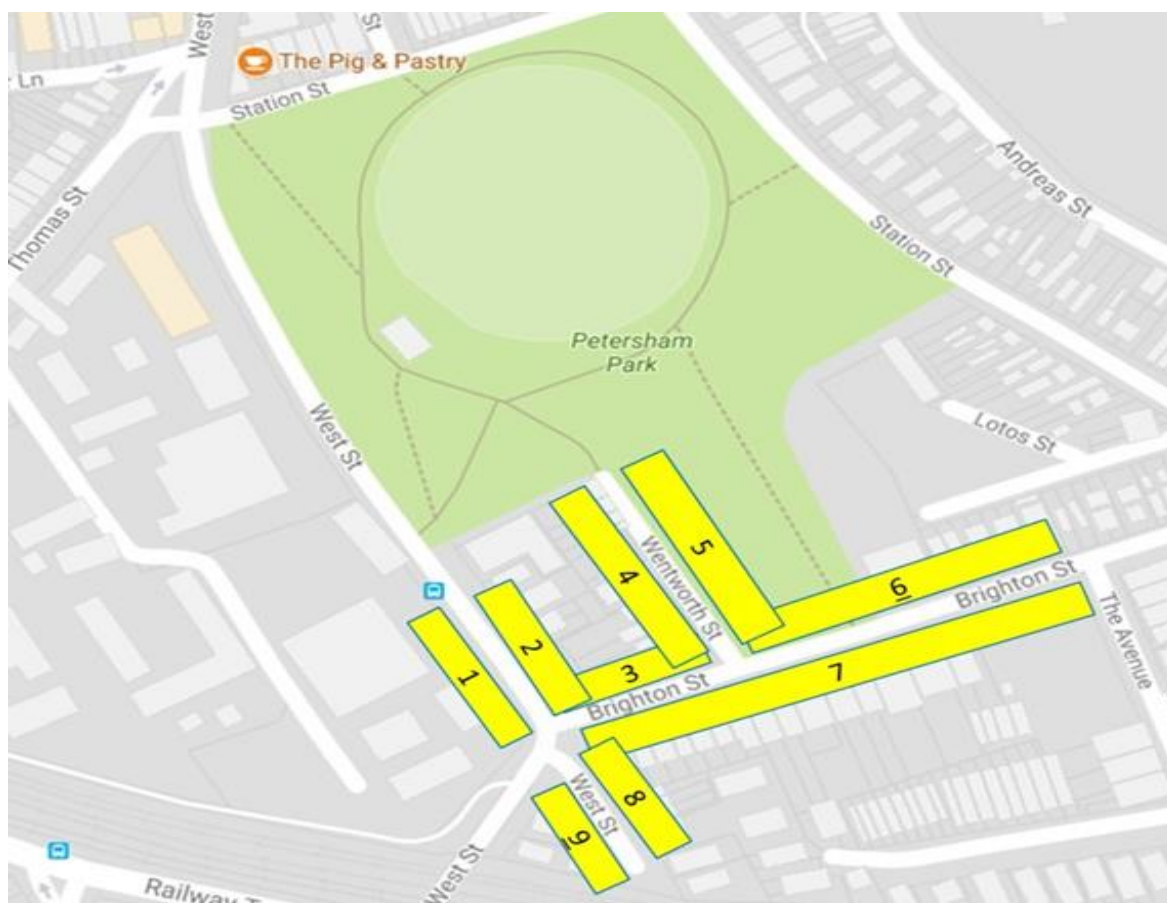 West
St
The Pig & Pastry
Ln
Station St
Andreas St
Thomas St
Station St
Petersham
Park
West St
Lotos St
5
4
Wentworth St
6
Brighton St
2
1
3
The Avenue
7
Brighton St
8
West St
9
West St
Railway T